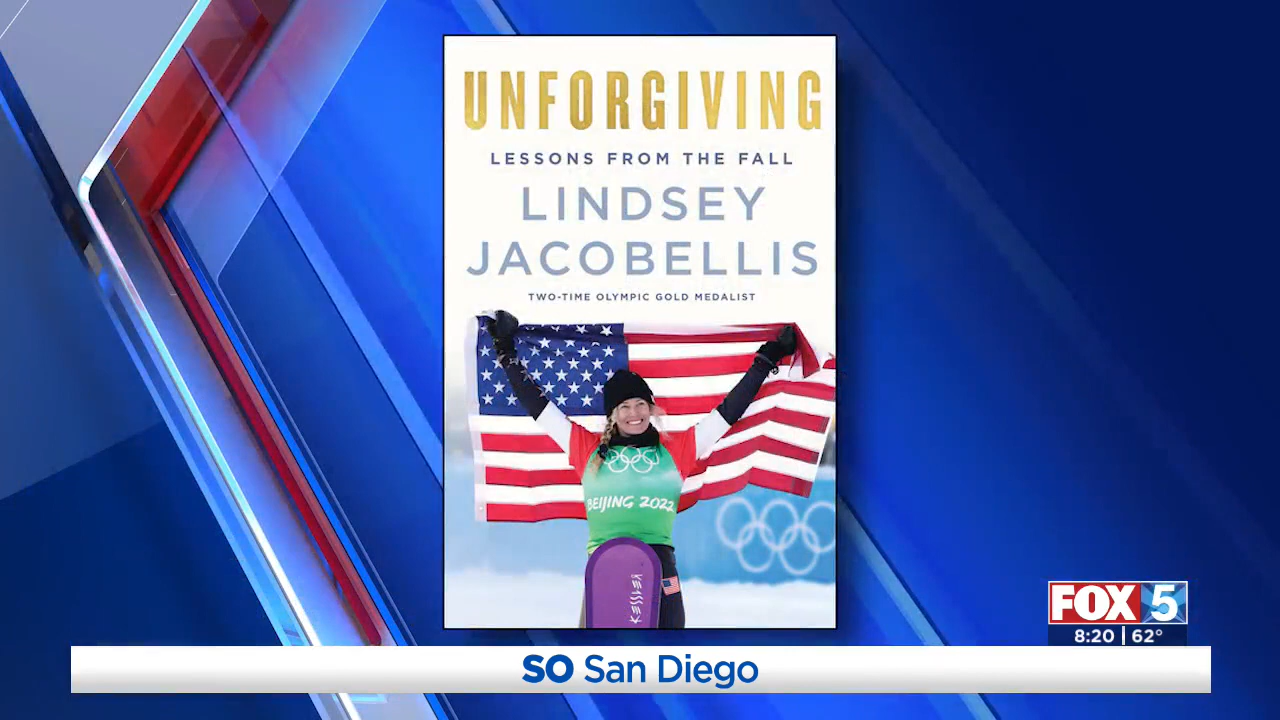 UNFORGIVING
LESSONS FROM THE FALL
LINDSEY
JACOBELLIS
TWO-TIME OLYMPIC GOLD MEDALIST
BEIJING 2022
FOX 5
8:20 | 62°
SO San Diego